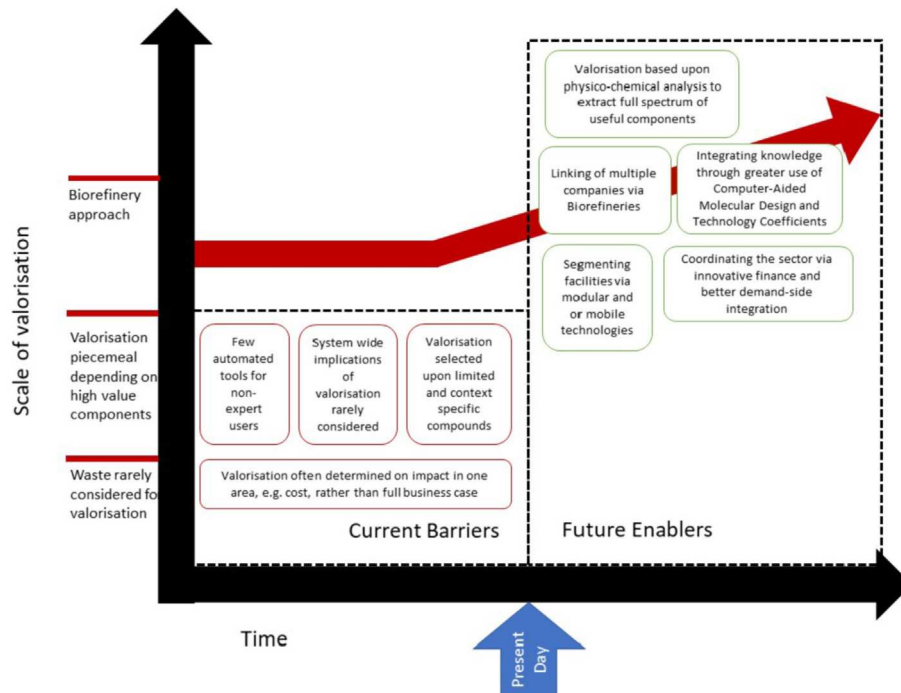 Scale of valorisation
Biorefinery
approach
Valorisation
piecemeal
depending on
high value
components
Waste rarely
considered fo
valorisation
Few
automated
tools for
non-
expert
users
System wide
implications
of
valorisation
rarely
considered
Valorisation
selected
upon limited
and context
specific
compounds
Valorisation often determined on impact in one
area, e.g. cost, rather than full business case
Current Barriers
Valorisation based upon
physico-chemical analysis to
extract full spectrum of
useful components
Linking of multiple
companies via
Biorefineries
Integrating knowledge
through greater use of
Computer-Aided
Molecular Design and
Technology Coefficients
Segmenting
facilities via
modular and
or mobile
technologies
Coordinating the sector via
innovative finance and
better demand-side
integration
Future Enablers
Time
Present
Day